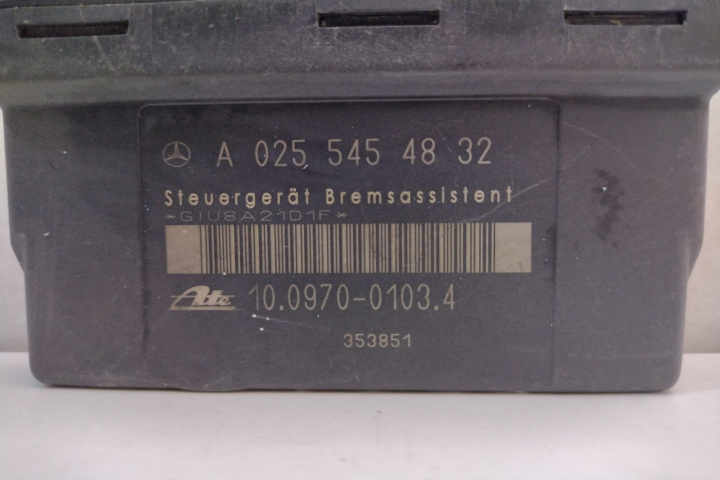 A 025 545 48 32
Steuergerät Bremsassistent
*GIU8A21D1F*
Ate 10.0970-0103.4
353851